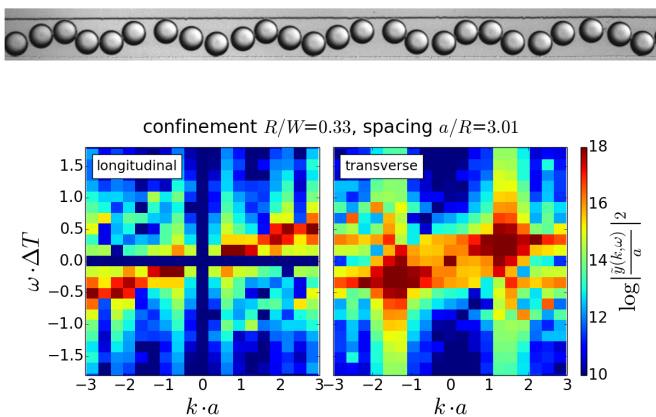 confinement R/W=0.33, spacing a/R=3.01
longitudinal
transverse
ω·ΔT
1.5
1.0
0.5
0.0
−0.5
−1.0
−1.5
−3 −2 −1 0 1 2 3
−3 −2 −1 0 1 2 3
k·a
k·a
18
16
14
12
10
log|ỹ(k,ω)/a|²